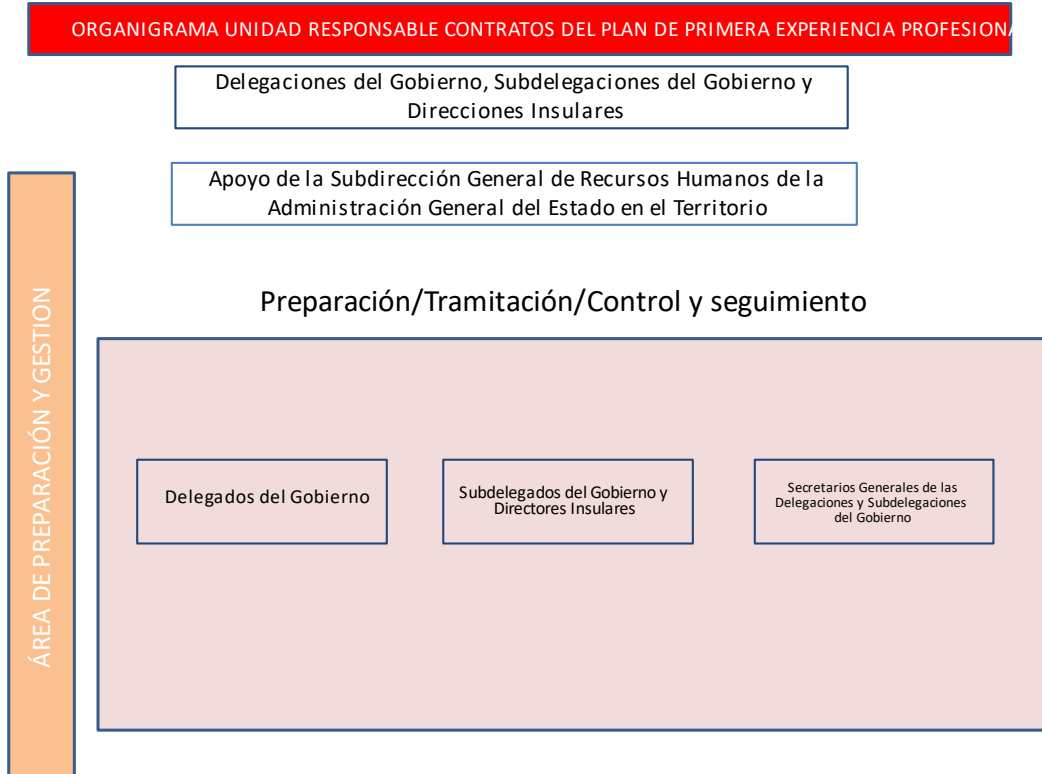 ORGANIGRAMA UNIDAD RESPONSABLE CONTRATOS DEL PLAN DE PRIMERA EXPERIENCIA PROFESIONA
Delegaciones del Gobierno, Subdelegaciones del Gobierno y
Direcciones Insulares
Apoyo de la Subdirección General de Recursos Humanos de la
Administración General del Estado en el Territorio
ÁREA DE PREPARACIÓN Y GESTION
Preparación/Tramitación/Control y seguimiento
Delegados del Gobierno
Subdelegados del Gobierno y
Directores Insulares
Secretarios Generales de las
Delegaciones y Subdelegaciones
del Gobierno